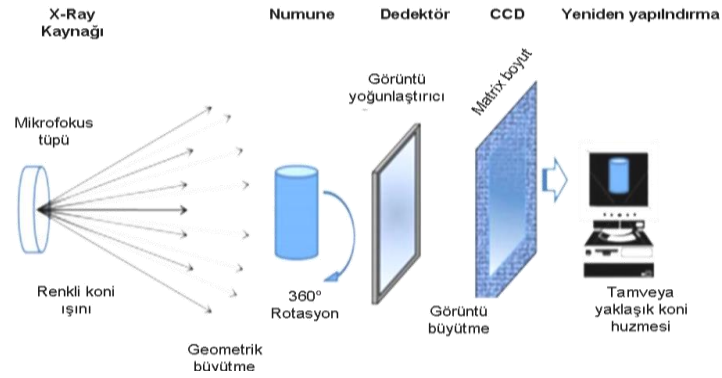 X-Ray
Kaynağı
Numune
Dedektör
CCD
Yeniden yapılndırma
Mikrofokus
tüpü
Görüntü
yoğunlaştırıcı
Matrix boyut
Renkli koni
ışını
360°
Rotasyon
Geometrik
büyütme
Görüntü
büyütme
Tamveya
yaklaşık koni
huzmesi